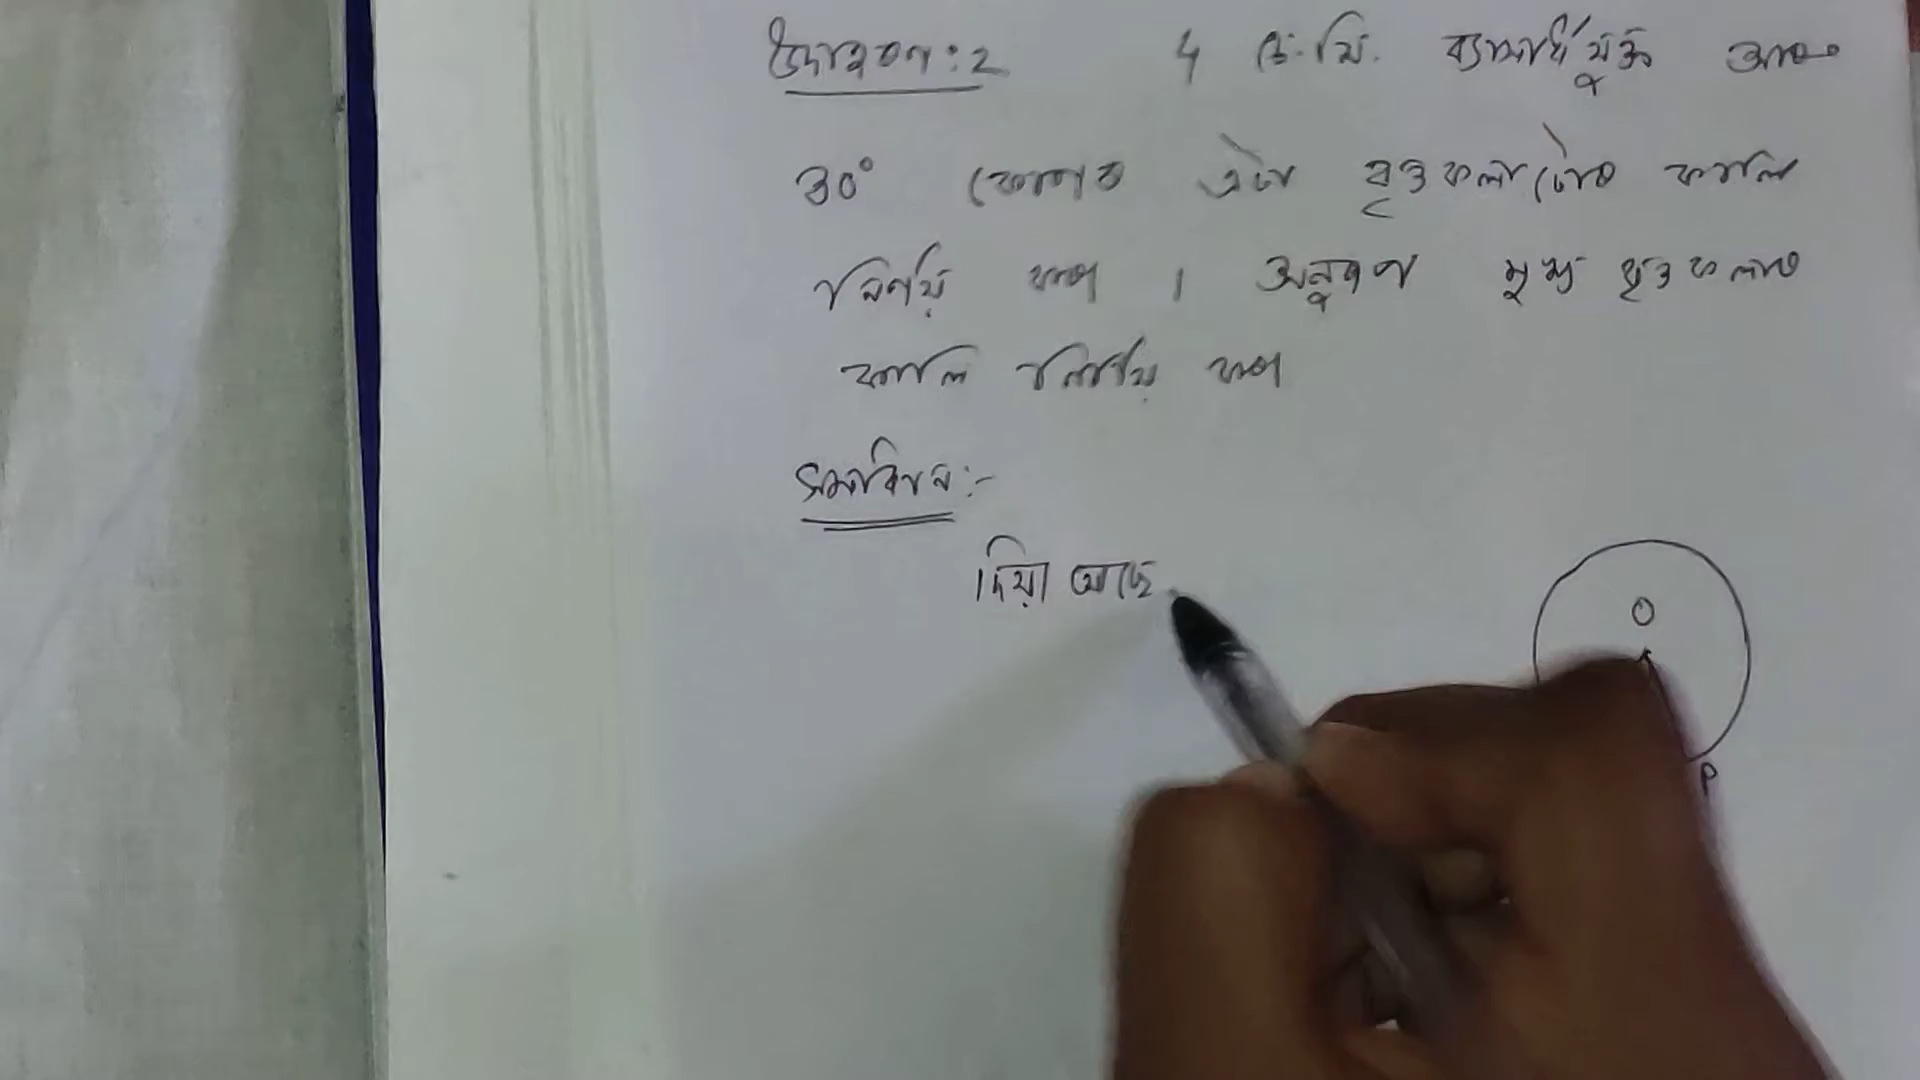 উদাহৰণ : 2 4 চে.মি. ব্যাসাৰ্ধযুক্ত আৰু
30° কোণৰ এটা বৃত্তকলাটোৰ কালি
নিৰ্ণয় কৰা । অনুৰূপ মূখ্য বৃত্তকলাৰ
কালি নিৰ্ণয় কৰা
সমাধান :-
দিয়া আছে
O
P